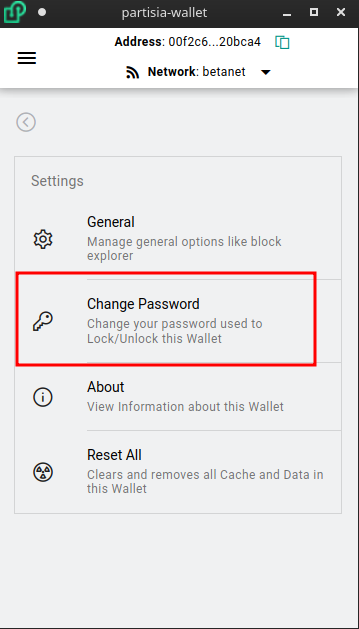 partisia-wallet
Address: 00f2c6...20bca4
Network: betanet
Settings
General
Manage general options like block
explorer
Change Password
Change your password used to
Lock/Unlock this Wallet
About
View Information about this Wallet
Reset All
Clears and removes all Cache and Data in
this Wallet